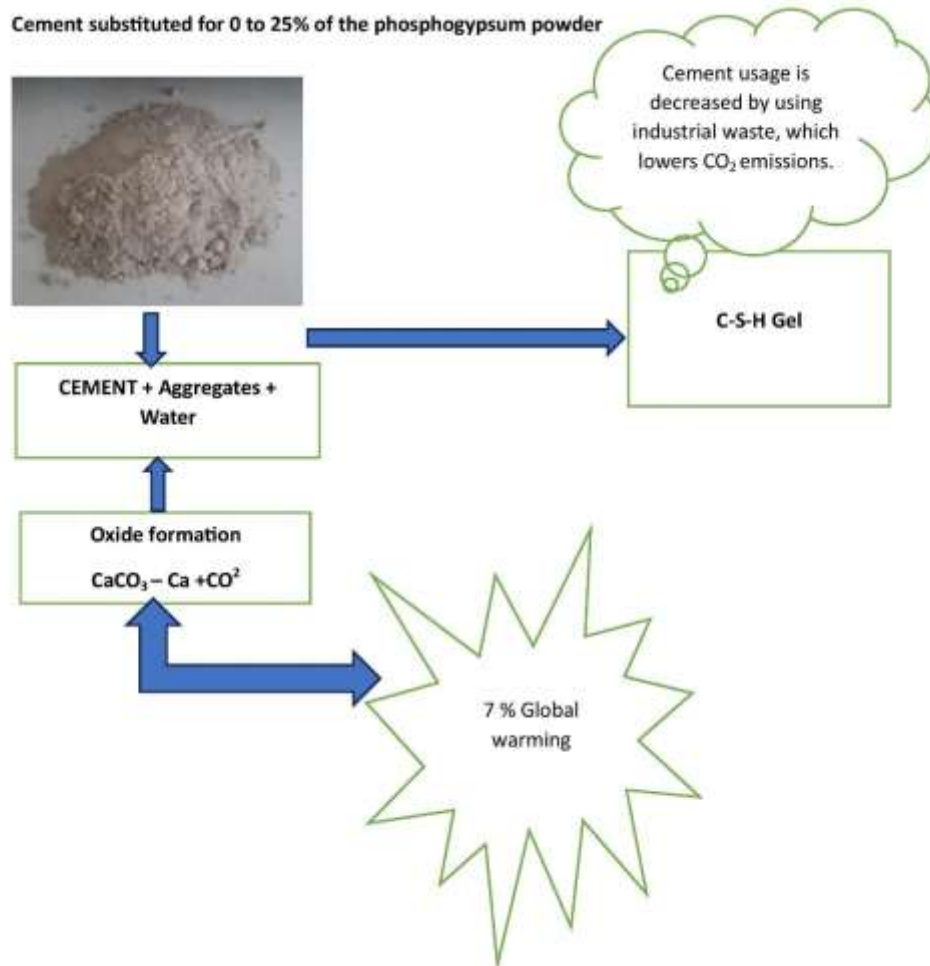 Cement substituted for 0 to 25% of the phosphogypsum powder
Cement usage is
decreased by using
industrial waste, which
lowers CO₂ emissions.
C-S-H Gel
CEMENT + Aggregates +
Water
Oxide formation
CaCO₃ – Ca +CO²
7 % Global
warming